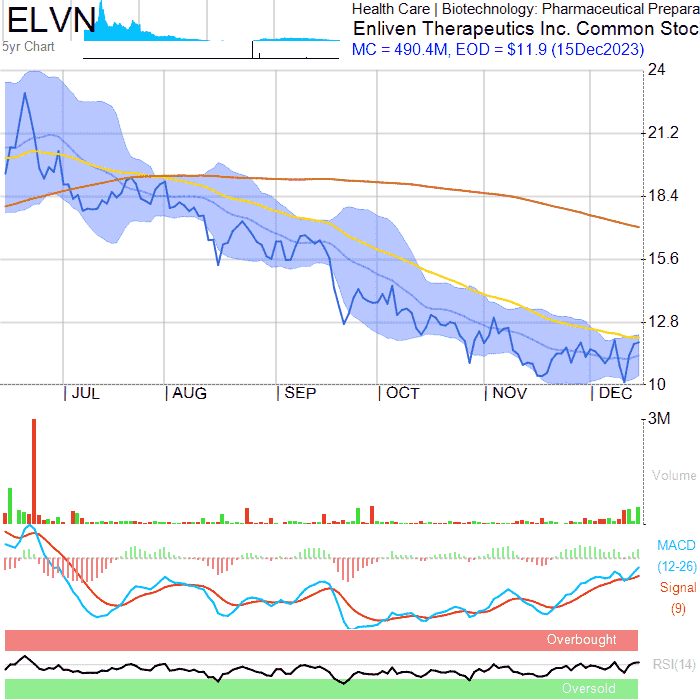 ELVN
5yr Chart
Health Care | Biotechnology: Pharmaceutical Prepara
Enliven Therapeutics Inc. Common Stoc
MC = 490.4M, EOD = $11.9 (15Dec2023)
24
21.2
18.4
15.6
12.8
10
JUL AUG SEP OCT NOV DEC
3M
Volume
MACD
(12-26)
Signal
(9)
Overbought
RSI(14)
Oversold